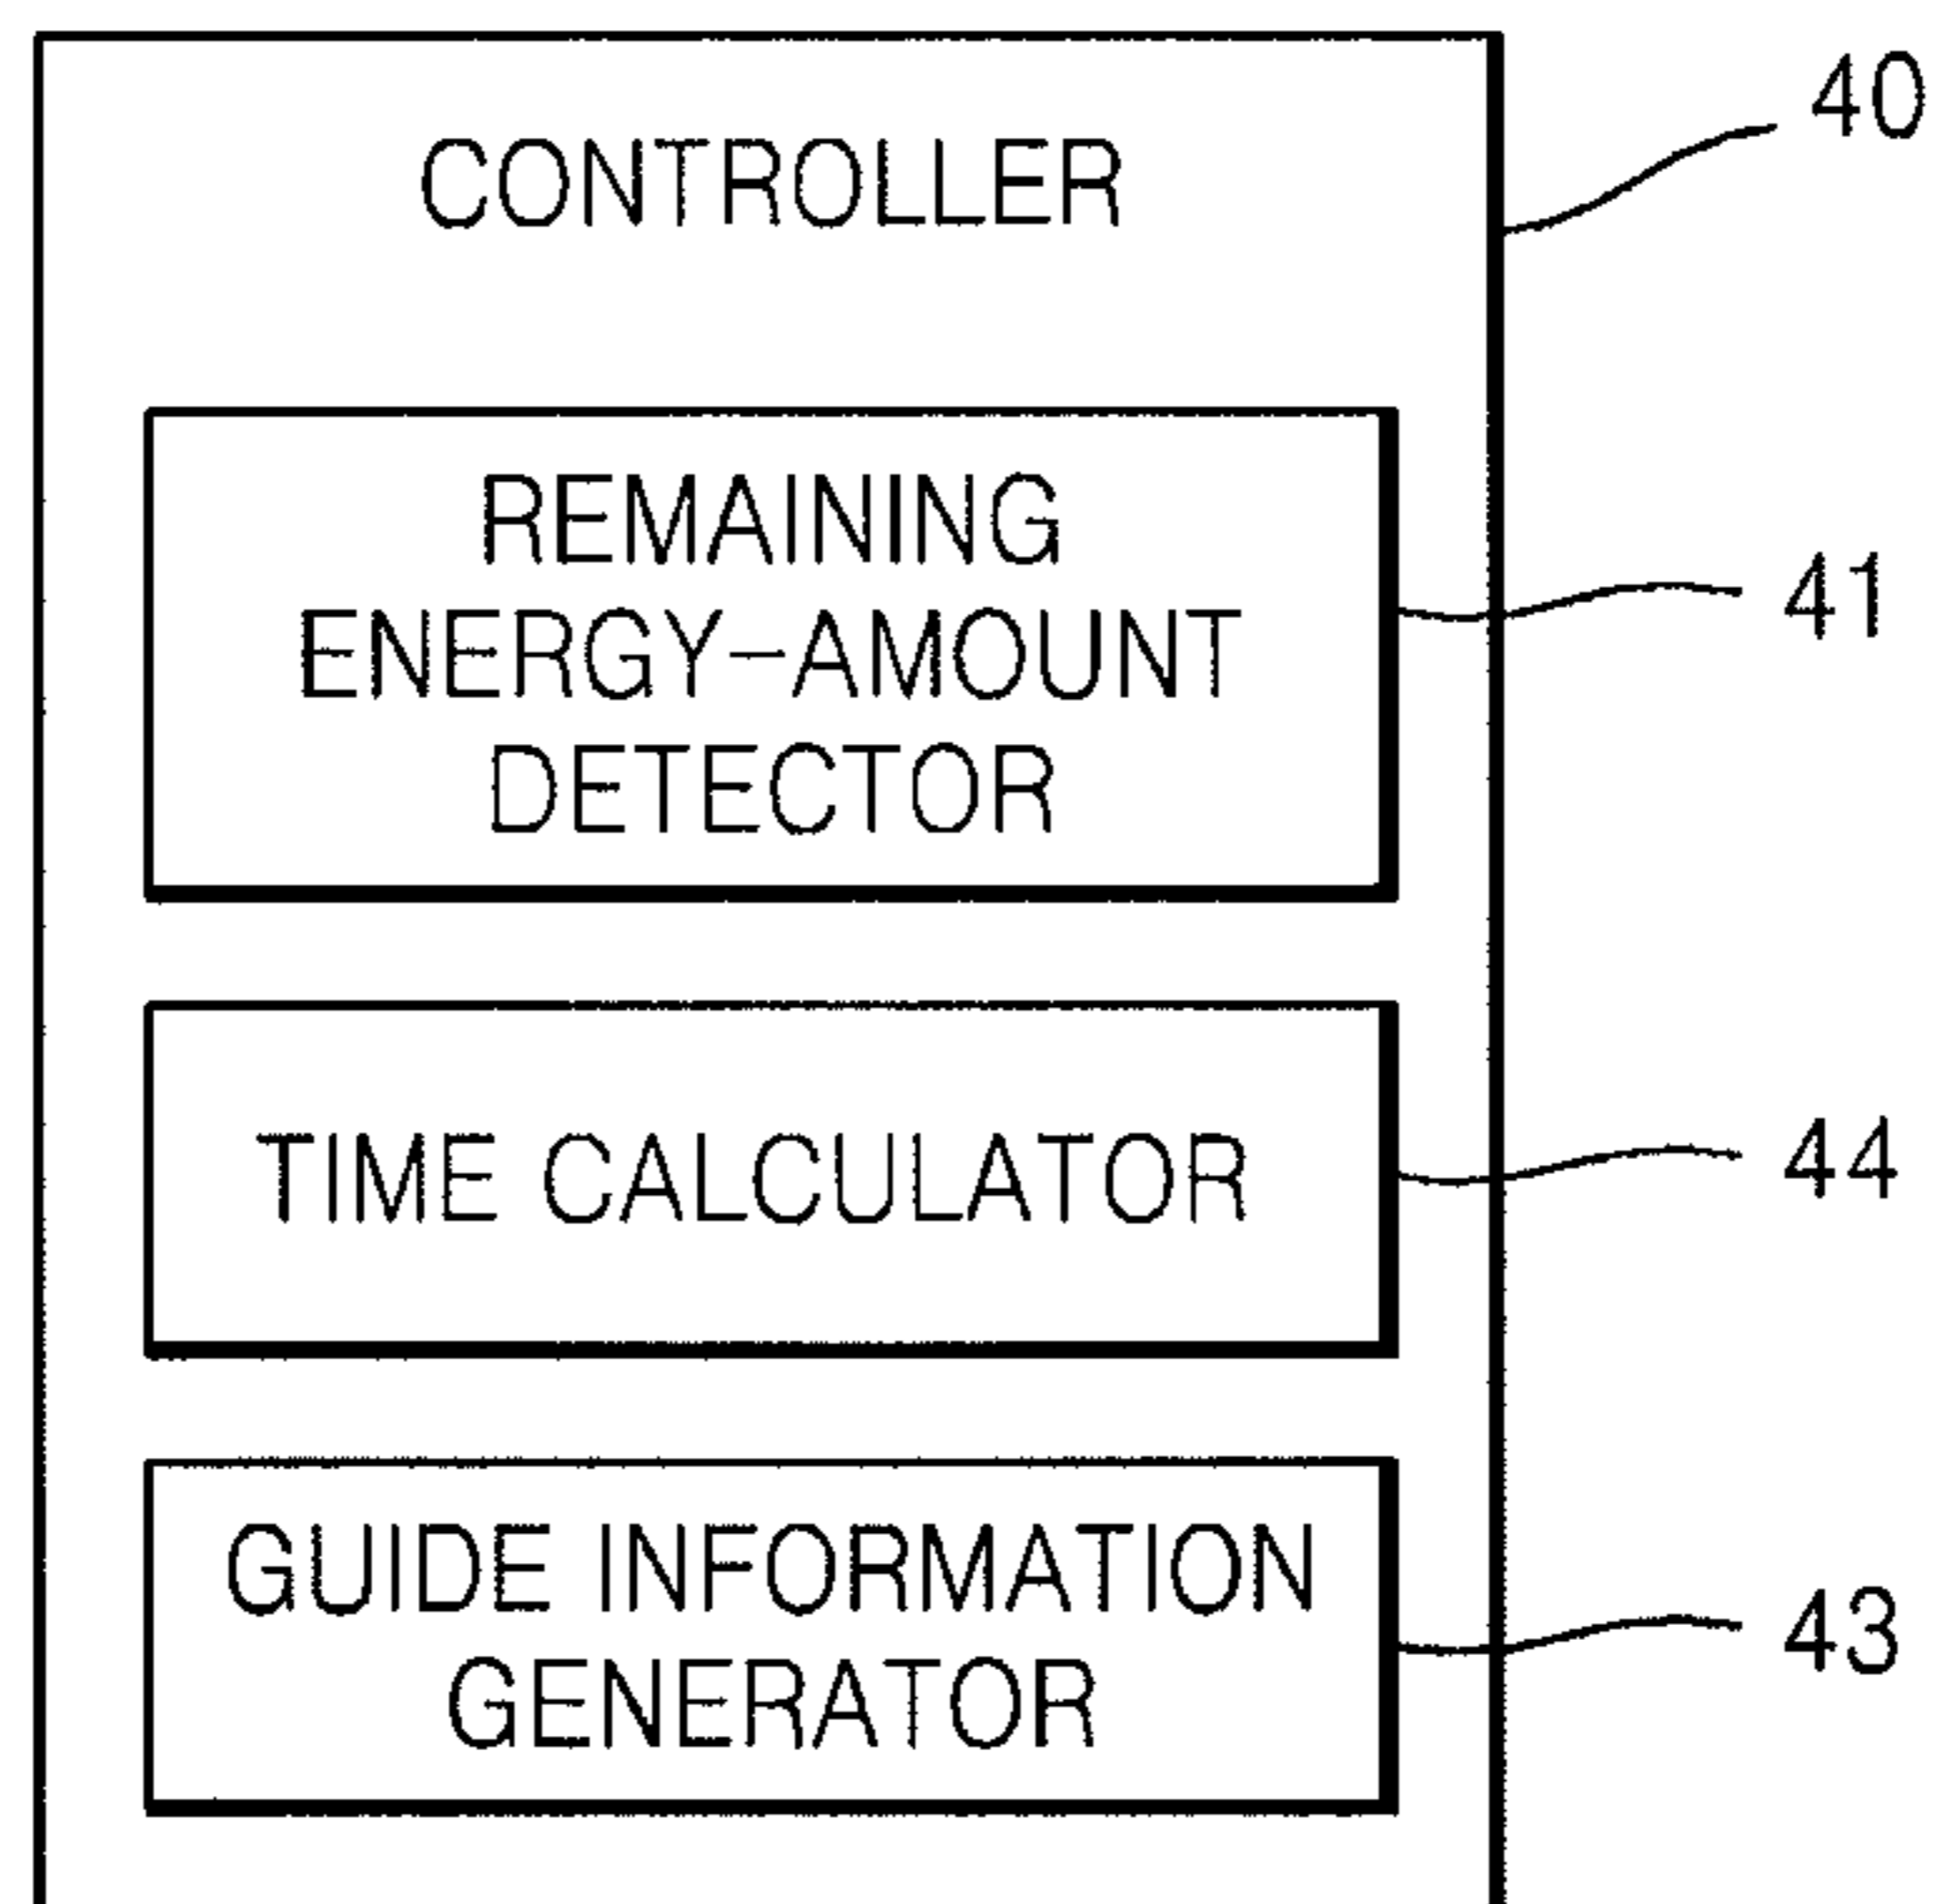 40
CONTROLLER
REMAINING
ENERGY-AMOUNT
DETECTOR
41
TIME CALCULATOR
44
GUIDE INFORMATION
GENERATOR
43